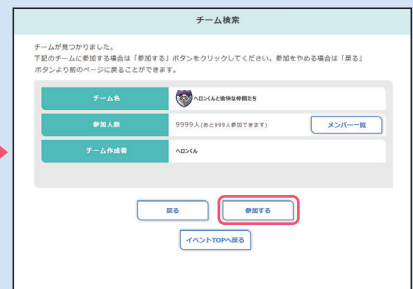 チーム検索
チームが見つかりました。
下記のチームに参加する場合は「参加する」ボタンをクリックしてください。参加をやめる場合は「戻る」
ボタンより前のページに戻ることができます。
チーム名 ヘロンくんと愉快な仲間たち
参加人数 9999人(あと999人参加できます) メンバー一覧
チーム作成者 ヘロンくん
戻る 参加する
イベントTOPへ戻る